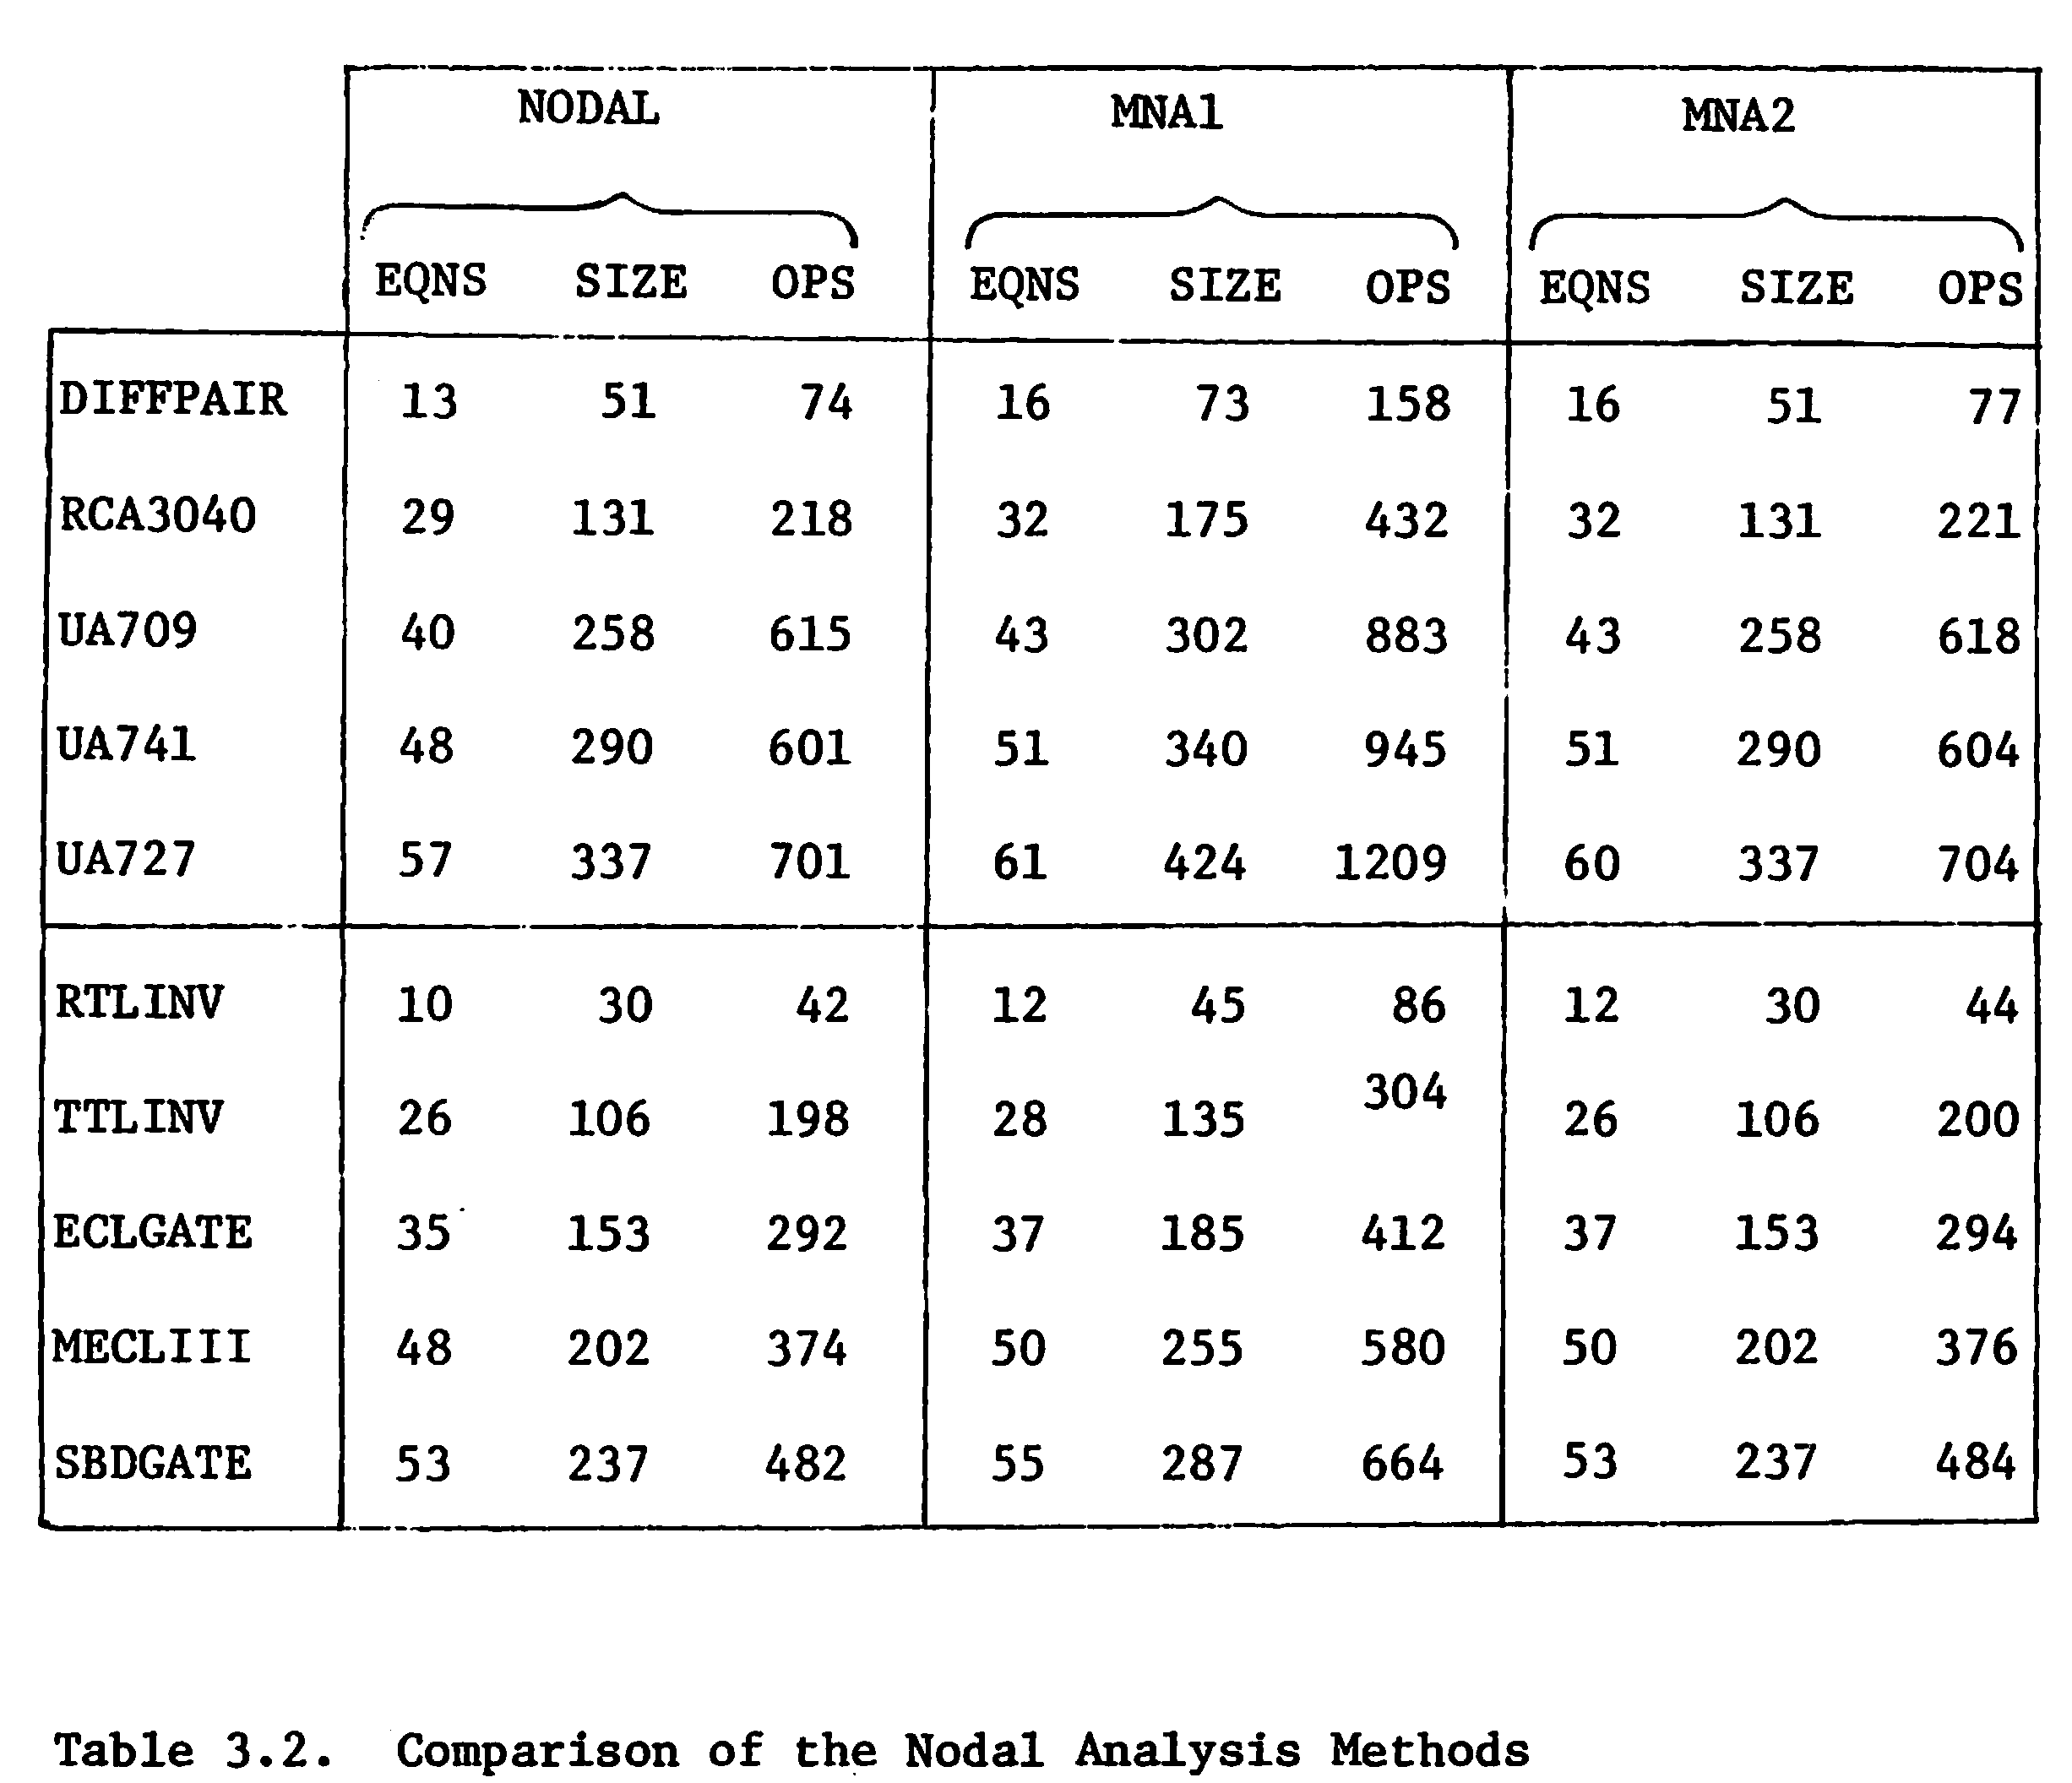 NODAL MNA1 MNA2
EQNS SIZE OPS EQNS SIZE OPS EQNS SIZE OPS
DIFFPAIR 13 51 74 16 73 158 16 51 77
RCA3040 29 131 218 32 175 432 32 131 221
UA709 40 258 615 43 302 883 43 258 618
UA741 48 290 601 51 340 945 51 290 604
UA727 57 337 701 61 424 1209 60 337 704
RTLINV 10 30 42 12 45 86 12 30 44
TTLINV 26 106 198 28 135 304 26 106 200
ECLGATE 35 153 292 37 185 412 37 153 294
MECLIII 48 202 374 50 255 580 50 202 376
SBDGATE 53 237 482 55 287 664 53 237 484
Table 3.2. Comparison of the Nodal Analysis Methods